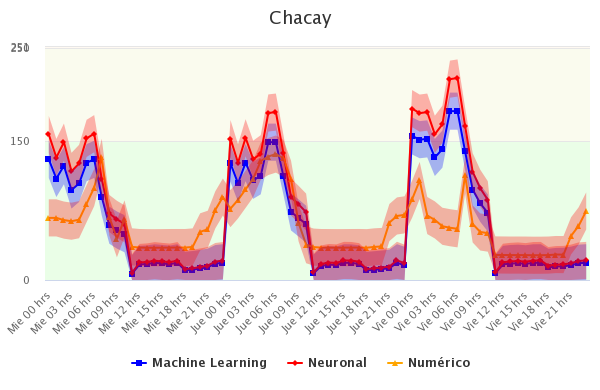 Chacay
250
150
0
Mie 00 hrs
Mie 03 hrs
Mie 06 hrs
Mie 09 hrs
Mie 12 hrs
Mie 15 hrs
Mie 18 hrs
Mie 21 hrs
Jue 00 hrs
Jue 03 hrs
Jue 06 hrs
Jue 09 hrs
Jue 12 hrs
Jue 15 hrs
Jue 18 hrs
Jue 21 hrs
Vie 00 hrs
Vie 03 hrs
Vie 06 hrs
Vie 09 hrs
Vie 12 hrs
Vie 15 hrs
Vie 18 hrs
Vie 21 hrs
Machine Learning Neuronal Numérico